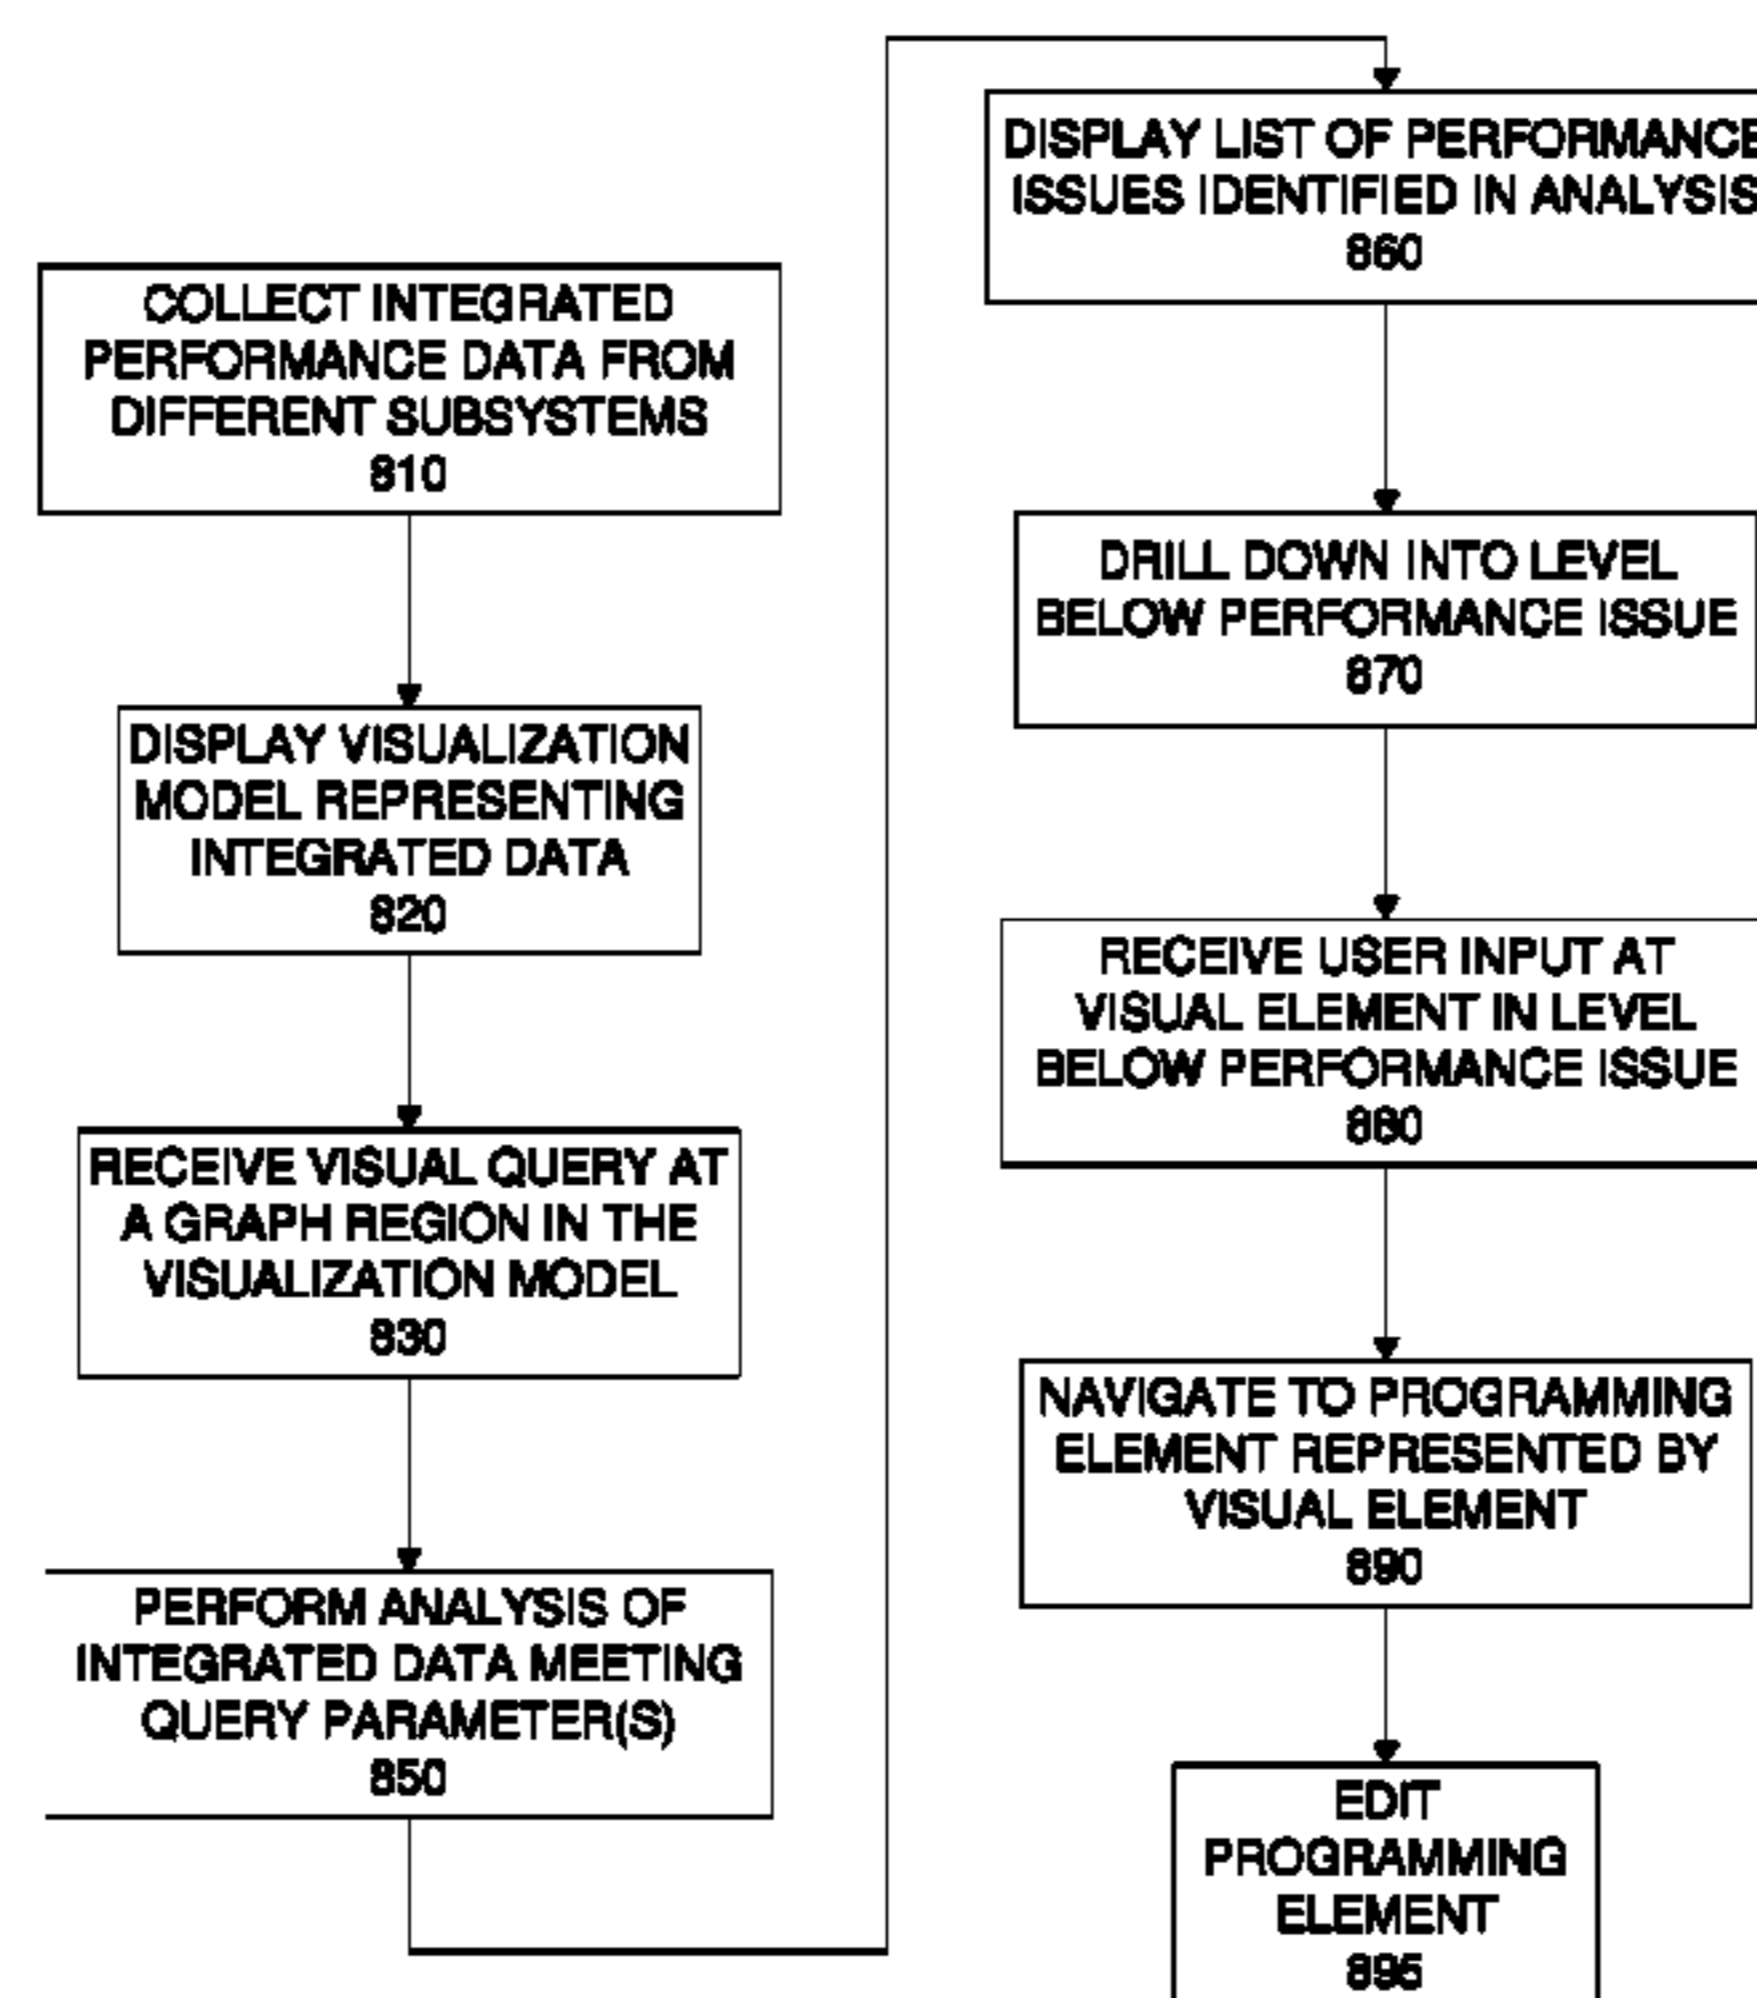 COLLECT INTEGRATED
PERFORMANCE DATA FROM
DIFFERENT SUBSYSTEMS
810
DISPLAY VISUALIZATION
MODEL REPRESENTING
INTEGRATED DATA
820
RECEIVE VISUAL QUERY AT
A GRAPH REGION IN THE
VISUALIZATION MODEL
830
PERFORM ANALYSIS OF
INTEGRATED DATA MEETING
QUERY PARAMETER(S)
850
DISPLAY LIST OF PERFORMANCE
ISSUES IDENTIFIED IN ANALYSIS
860
DRILL DOWN INTO LEVEL
BELOW PERFORMANCE ISSUE
870
RECEIVE USER INPUT AT
VISUAL ELEMENT IN LEVEL
BELOW PERFORMANCE ISSUE
880
NAVIGATE TO PROGRAMMING
ELEMENT REPRESENTED BY
VISUAL ELEMENT
890
EDIT
PROGRAMMING
ELEMENT
895